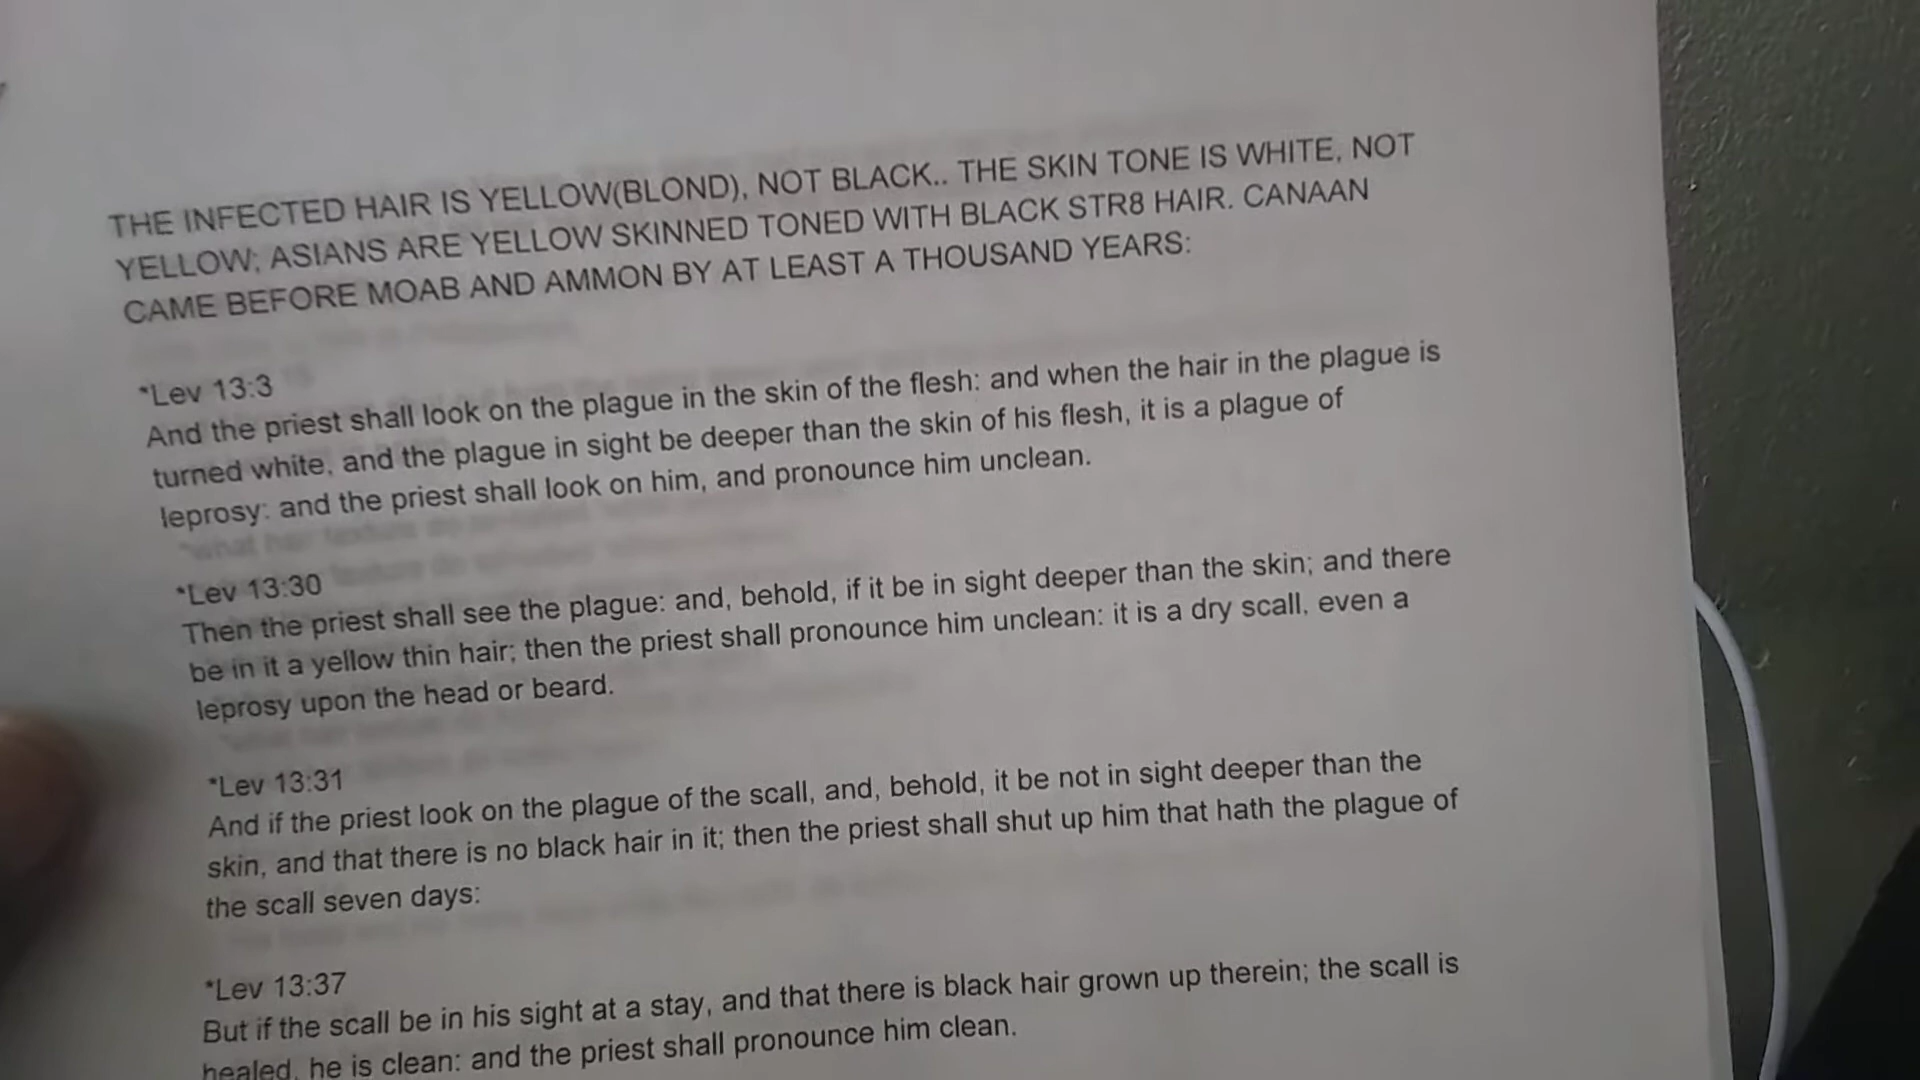 THE INFECTED HAIR IS YELLOW(BLOND), NOT BLACK.. THE SKIN TONE IS WHITE, NOT
YELLOW; ASIANS ARE YELLOW SKINNED TONED WITH BLACK STR8 HAIR. CANAAN
CAME BEFORE MOAB AND AMMON BY AT LEAST A THOUSAND YEARS:
*Lev 13:3
And the priest shall look on the plague in the skin of the flesh: and when the hair in the plague is
turned white, and the plague in sight be deeper than the skin of his flesh, it is a plague of
leprosy: and the priest shall look on him, and pronounce him unclean.
*Lev 13:30
Then the priest shall see the plague: and, behold, if it be in sight deeper than the skin; and there
be in it a yellow thin hair; then the priest shall pronounce him unclean: it is a dry scall, even a
leprosy upon the head or beard.
*Lev 13:31
And if the priest look on the plague of the scall, and, behold, it be not in sight deeper than the
skin, and that there is no black hair in it; then the priest shall shut up him that hath the plague of
the scall seven days:
*Lev 13:37
But if the scall be in his sight at a stay, and that there is black hair grown up therein; the scall is
healed, he is clean: and the priest shall pronounce him clean.